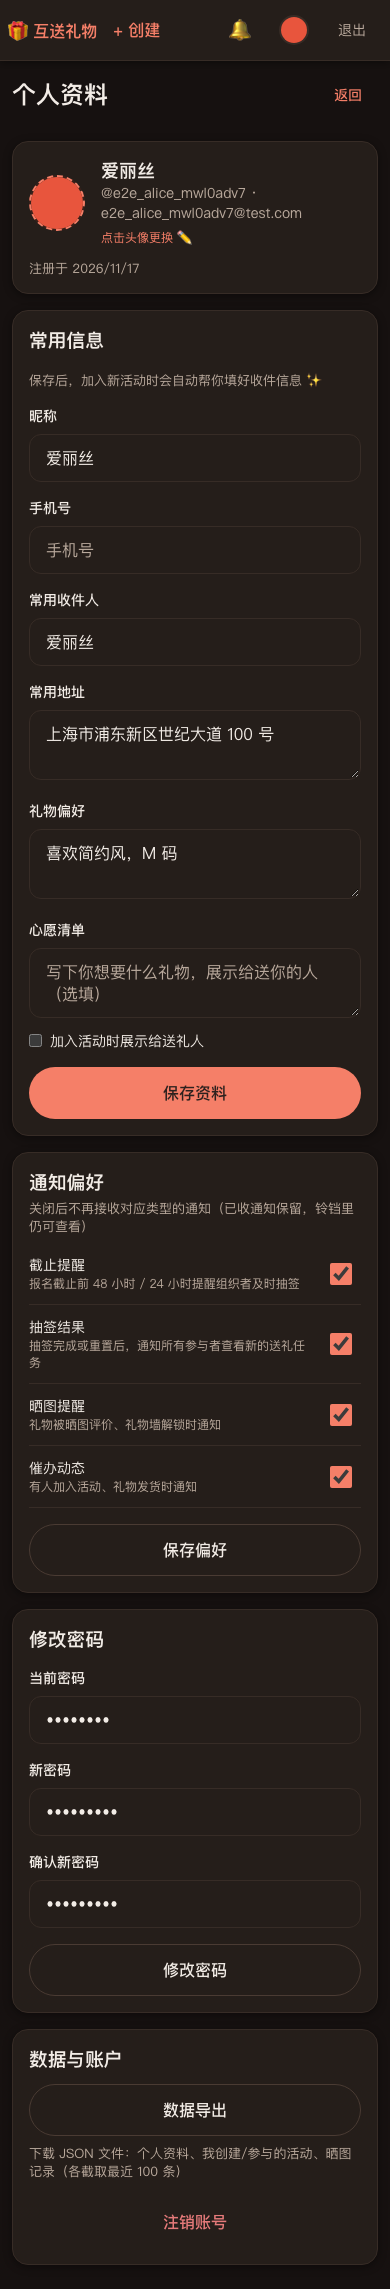 🎁 互送礼物 + 创建 🔔 退出
个人资料 返回
爱丽丝
@e2e_alice_mwl0adv7 ·
e2e_alice_mwl0adv7@test.com
点击头像更换 ✏️
注册于 2026/11/17
常用信息
保存后，加入新活动时会自动帮你填好收件信息 ✨
昵称
爱丽丝
手机号
手机号
常用收件人
爱丽丝
常用地址
上海市浦东新区世纪大道 100 号
礼物偏好
喜欢简约风，M 码
心愿清单
写下你想要什么礼物，展示给送你的人
（选填）
加入活动时展示给送礼人
保存资料
通知偏好
关闭后不再接收对应类型的通知（已收通知保留，铃铛里
仍可查看）
截止提醒
报名截止前 48 小时 / 24 小时提醒组织者及时抽签
抽签结果
抽签完成或重置后，通知所有参与者查看新的送礼任
务
晒图提醒
礼物被晒图评价、礼物墙解锁时通知
催办动态
有人加入活动、礼物发货时通知
保存偏好
修改密码
当前密码
••••••••
新密码
•••••••••
确认新密码
•••••••••
修改密码
数据与账户
数据导出
下载 JSON 文件：个人资料、我创建/参与的活动、晒图
记录（各截取最近 100 条）
注销账号